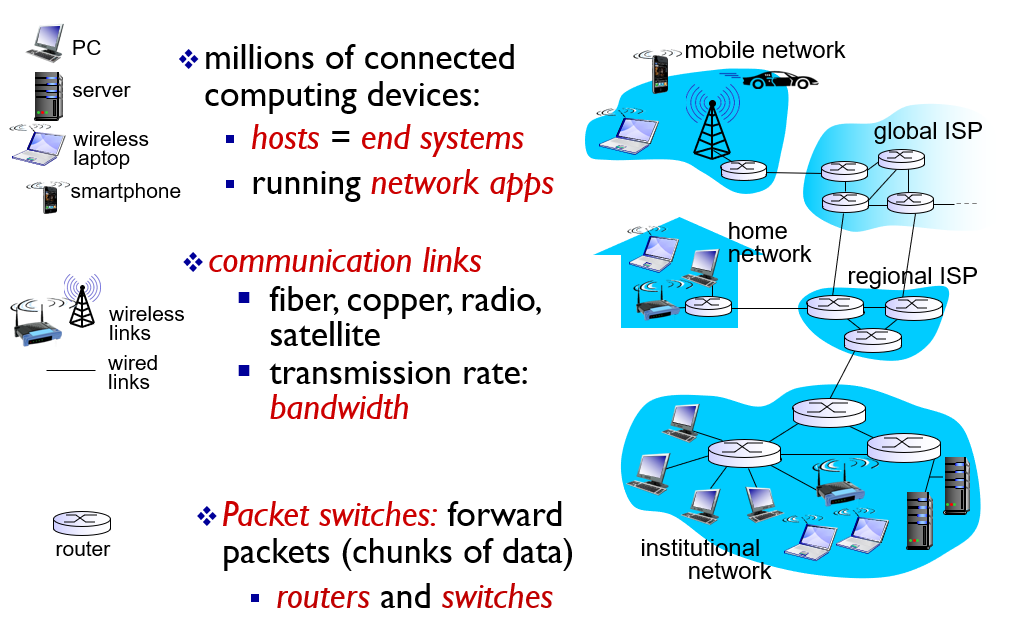 PC
server
wireless
laptop
smartphone
wireless
links
wired
links
router
millions of connected
computing devices:
hosts = end systems
running network apps
communication links
fiber, copper, radio,
satellite
transmission rate:
bandwidth
Packet switches: forward
packets (chunks of data)
routers and switches
mobile network
global ISP
home
network
regional ISP
institutional
network